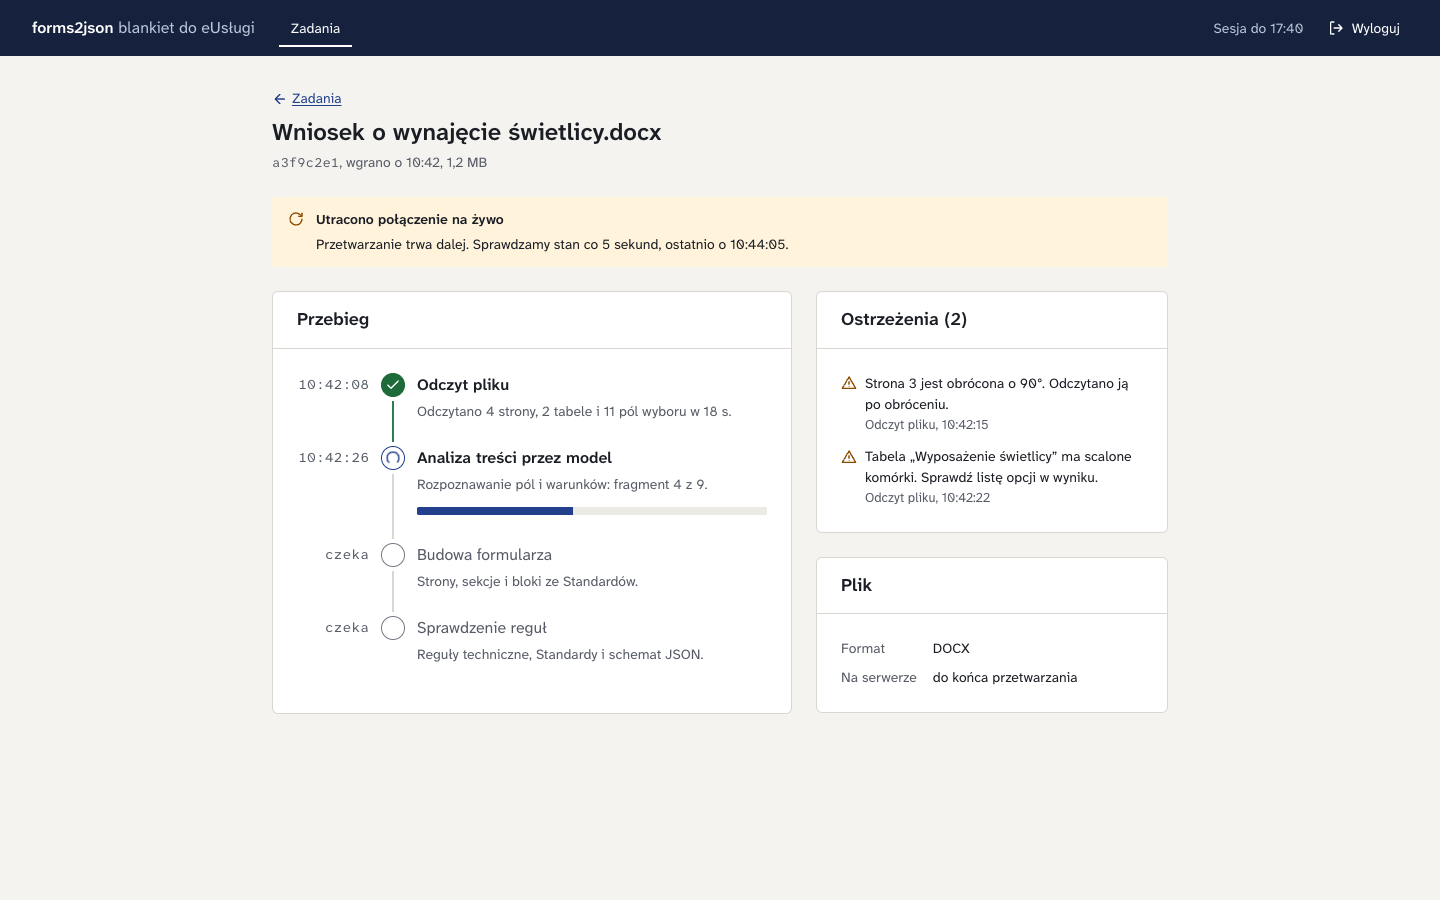 forms2json blankiet do eUsługi
Zadania
Sesja do 17:40
Wyloguj
Zadania
Wniosek o wynajęcie świetlicy.docx
a3f9c2e1, wgrano o 10:42, 1,2 MB
Utracono połączenie na żywo
Przetwarzanie trwa dalej. Sprawdzamy stan co 5 sekund, ostatnio o 10:44:05.
Przebieg
10:42:08
Odczyt pliku
Odczytano 4 strony, 2 tabele i 11 pól wyboru w 18 s.
10:42:26
Analiza treści przez model
Rozpoznawanie pól i warunków: fragment 4 z 9.
czeka
Budowa formularza
Strony, sekcje i bloki ze Standardów.
czeka
Sprawdzenie reguł
Reguły techniczne, Standardy i schemat JSON.
Ostrzeżenia (2)
Strona 3 jest obrócona o 90°. Odczytano ją
po obróceniu.
Odczyt pliku, 10:42:15
Tabela „Wyposażenie świetlicy” ma scalone
komórki. Sprawdź listę opcji w wyniku.
Odczyt pliku, 10:42:22
Plik
Format
DOCX
Na serwerze
do końca przetwarzania